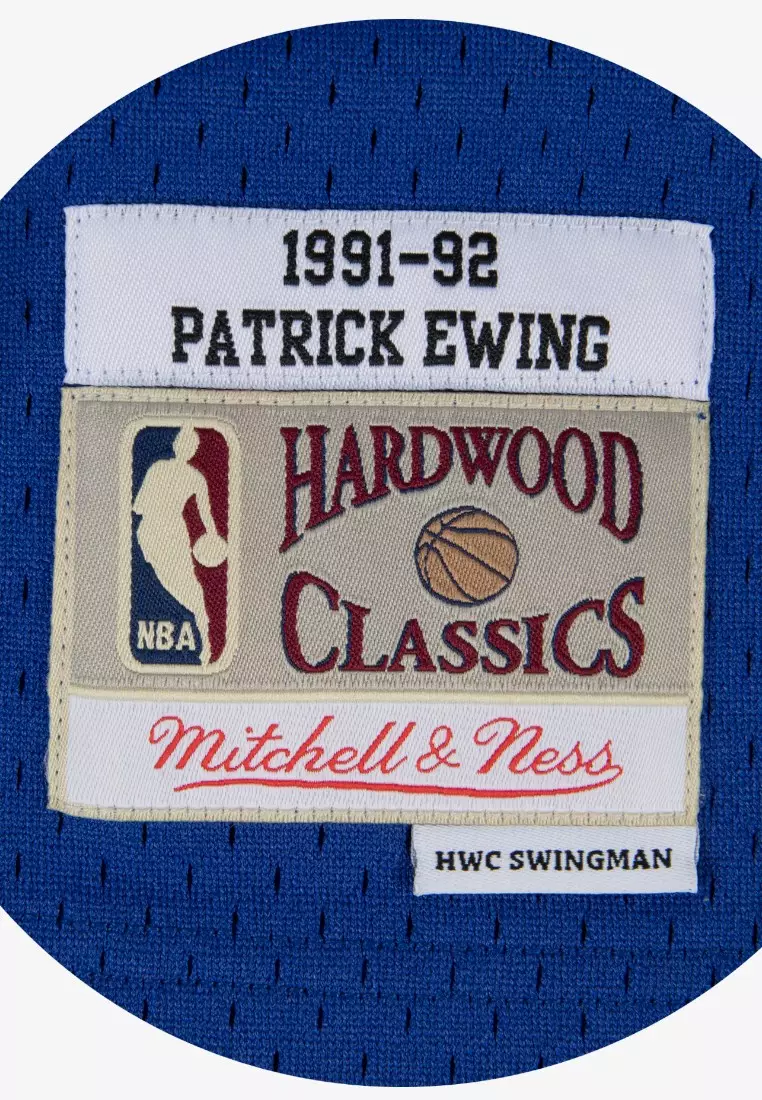 1991-92
PATRICK EWING
HARDWOOD
CLASSICS
NBA
Mitchell & Ness
HWC SWINGMAN